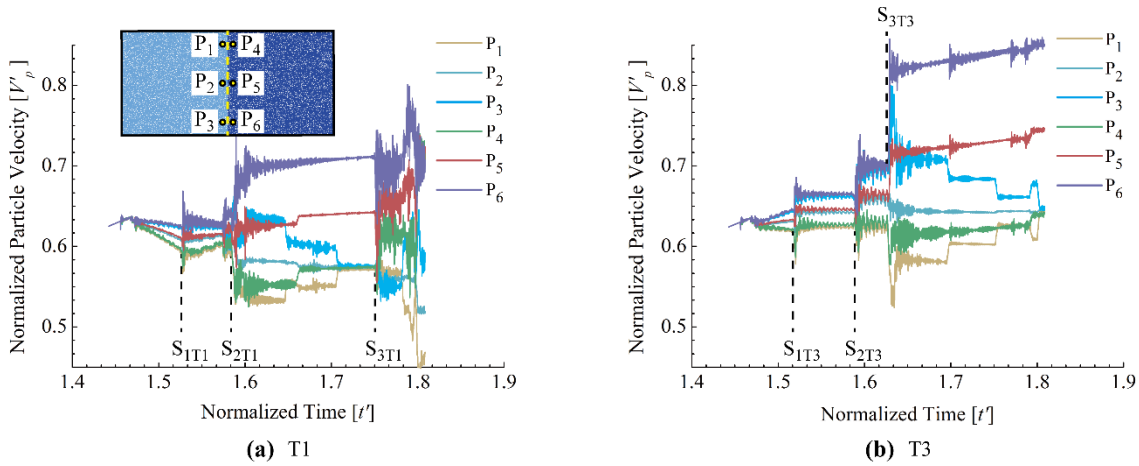 Normalized Particle Velocity [V'p]
0.8
0.7
0.6
0.5
1.4
1.5
1.6
1.7
1.8
1.9
Normalized Time [t']
P1 P4
P2 P5
P3 P6
P1
P2
P3
P4
P5
P6
S1T1
S2T1
S3T1
(a) T1
Normalized Particle Velocity [V'p]
0.8
0.7
0.6
0.5
1.4
1.5
1.6
1.7
1.8
1.9
Normalized Time [t']
S3T3
P1
P2
P3
P4
P5
P6
S1T3
S2T3
(b) T3